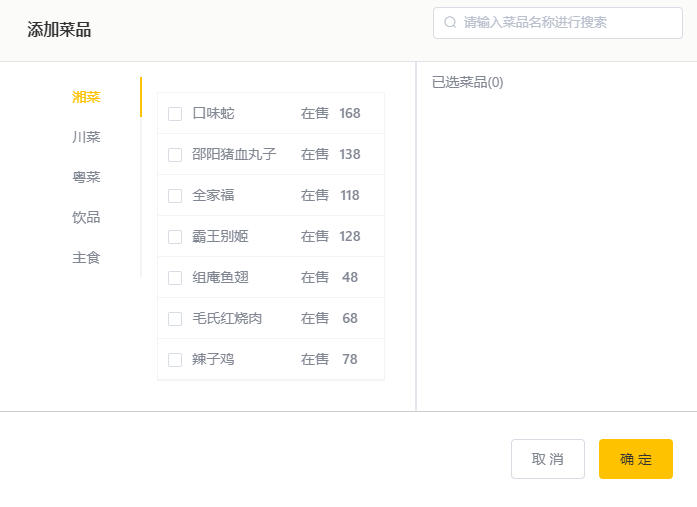 添加菜品
请输入菜品名称进行搜索
湘菜
川菜
粤菜
饮品
主食
口味蛇 在售 168
邵阳猪血丸子 在售 138
全家福 在售 118
霸王别姬 在售 128
组庵鱼翅 在售 48
毛氏红烧肉 在售 68
辣子鸡 在售 78
已选菜品(0)
取 消
确 定